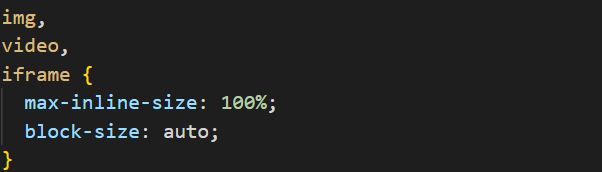 img,
video,
iframe {
  max-inline-size: 100%;
  block-size: auto;
}